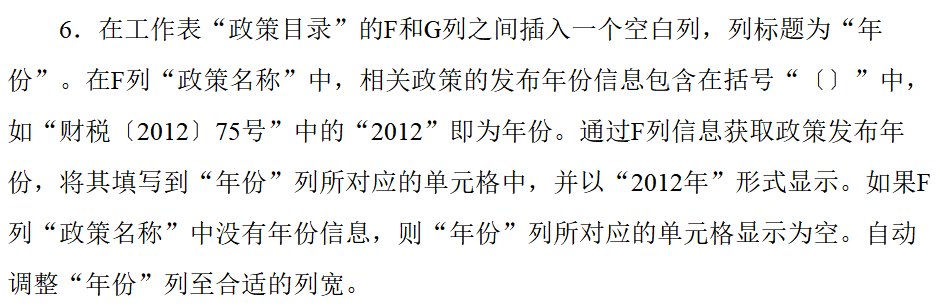 6．在工作表“政策目录”的F和G列之间插入一个空白列，列标题为“年
份”。在F列“政策名称”中，相关政策的发布年份信息包含在括号“〔〕”中，
如“财税〔2012〕75号”中的“2012”即为年份。通过F列信息获取政策发布年
份，将其填写到“年份”列所对应的单元格中，并以“2012年”形式显示。如果F
列“政策名称”中没有年份信息，则“年份”列所对应的单元格显示为空。自动
调整“年份”列至合适的列宽。